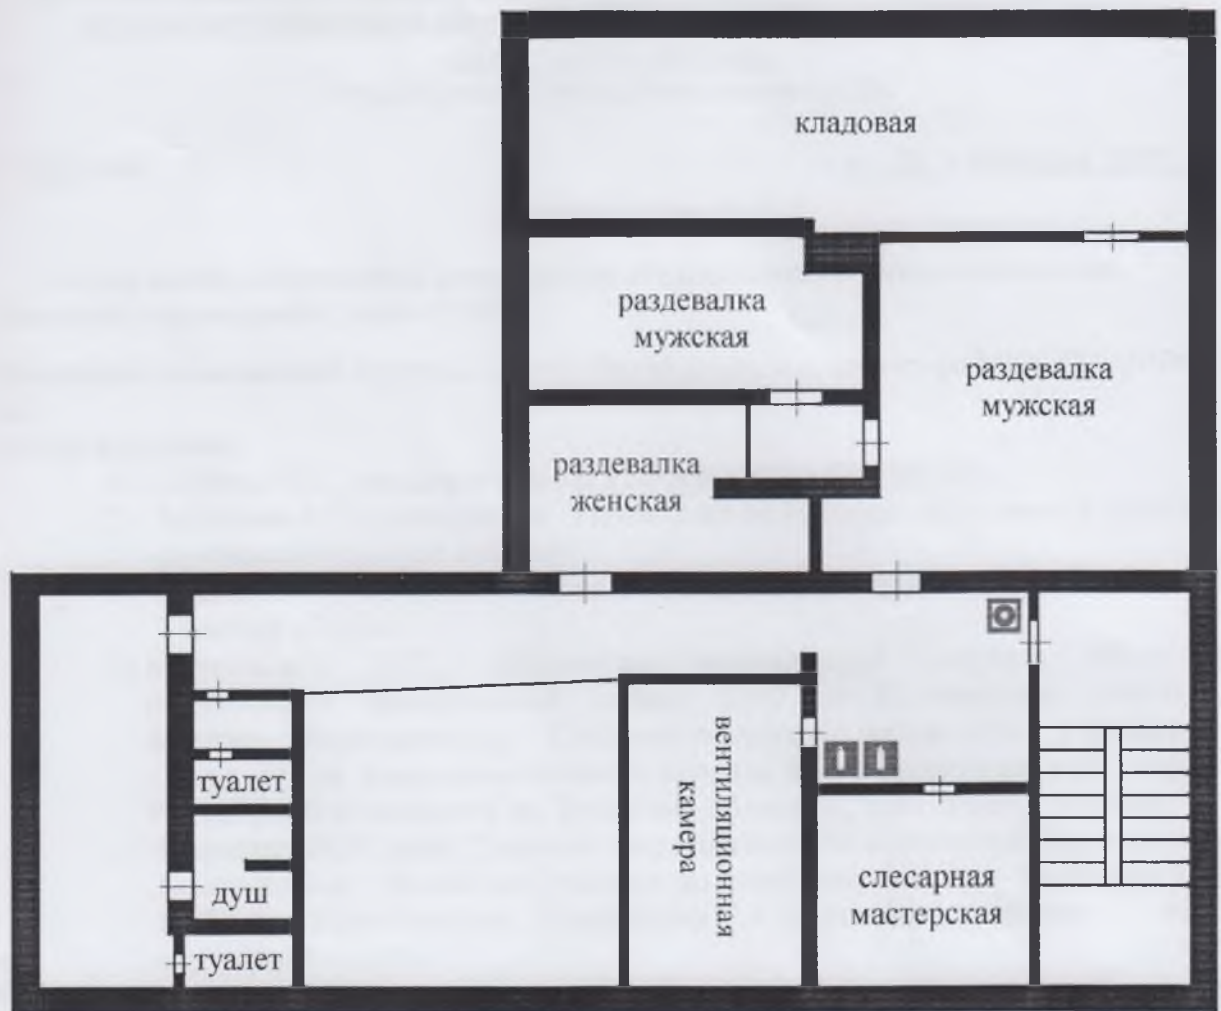 кладовая
раздевалка
мужская
раздевалка
мужская
раздевалка
женская
туалет
душ
туалет
вентиляционная
камера
слесарная
мастерская